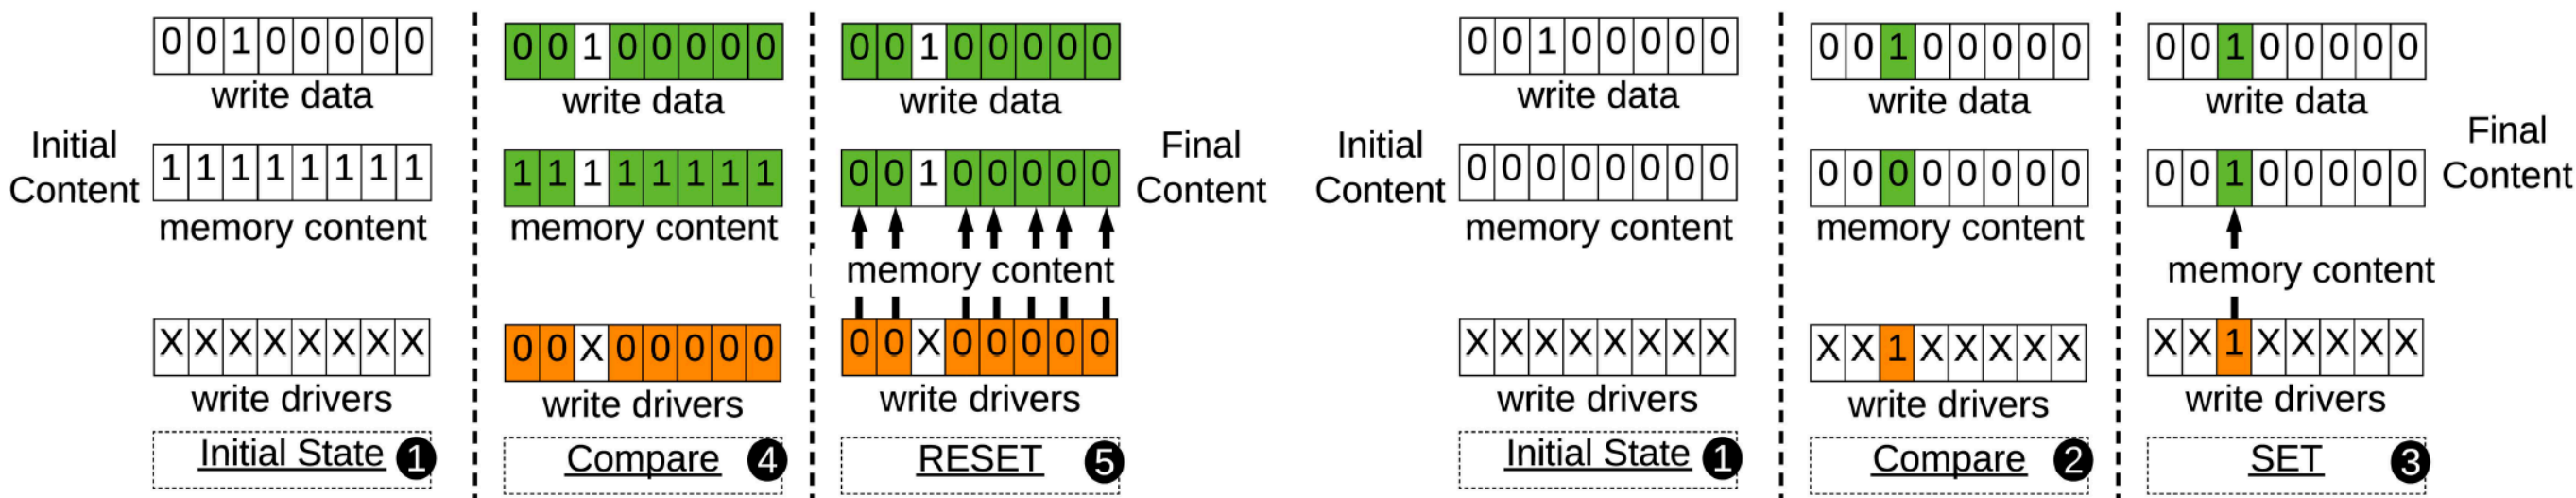 0 0 1 0 0 0 0 0
write data
Initial
Content
1 1 1 1 1 1 1 1
memory content
X X X X X X X X
write drivers
Initial State 1
0 0 1 0 0 0 0 0
write data
1 1 1 1 1 1 1 1
memory content
0 0 X 0 0 0 0 0
write drivers
Compare 4
0 0 1 0 0 0 0 0
write data
0 0 1 0 0 0 0 0
Final
Content
memory content
0 0 X 0 0 0 0 0
write drivers
RESET 5
0 0 1 0 0 0 0 0
write data
Initial
Content
0 0 0 0 0 0 0 0
memory content
X X X X X X X X
write drivers
Initial State 1
0 0 1 0 0 0 0 0
write data
0 0 0 0 0 0 0 0
memory content
X X 1 X X X X X
write drivers
Compare 2
0 0 1 0 0 0 0 0
write data
0 0 1 0 0 0 0 0
Final
Content
memory content
X X 1 X X X X X
write drivers
SET 3